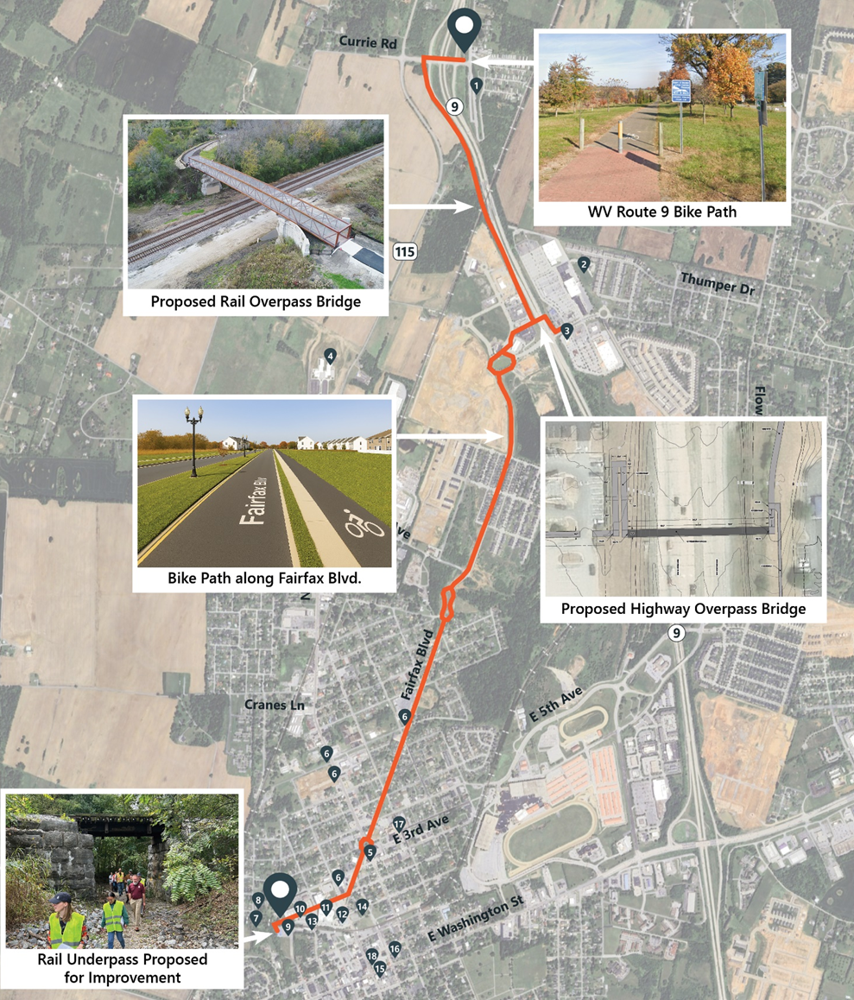 Currie Rd
1
9
WV Route 9 Bike Path
115
Proposed Rail Overpass Bridge
2
Thumper Dr
3
4
Flow
Fairfax Blv
Bike Path along Fairfax Blvd.
ve
N
Proposed Highway Overpass Bridge
9
Fairfax Blvd
Cranes Ln
6
E 5th Ave
6
6
17
E 3rd Ave
5
6
8
7
10
11
9
13
12
14
E Washington St
16
18
15
Rail Underpass Proposed
for Improvement